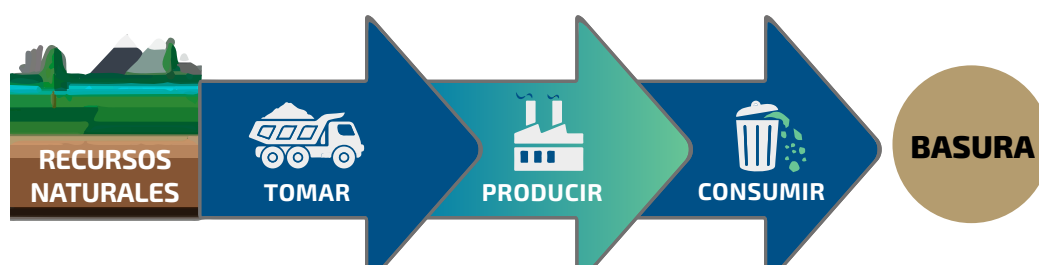 RECURSOS
NATURALES
TOMAR
PRODUCIR
CONSUMIR
BASURA